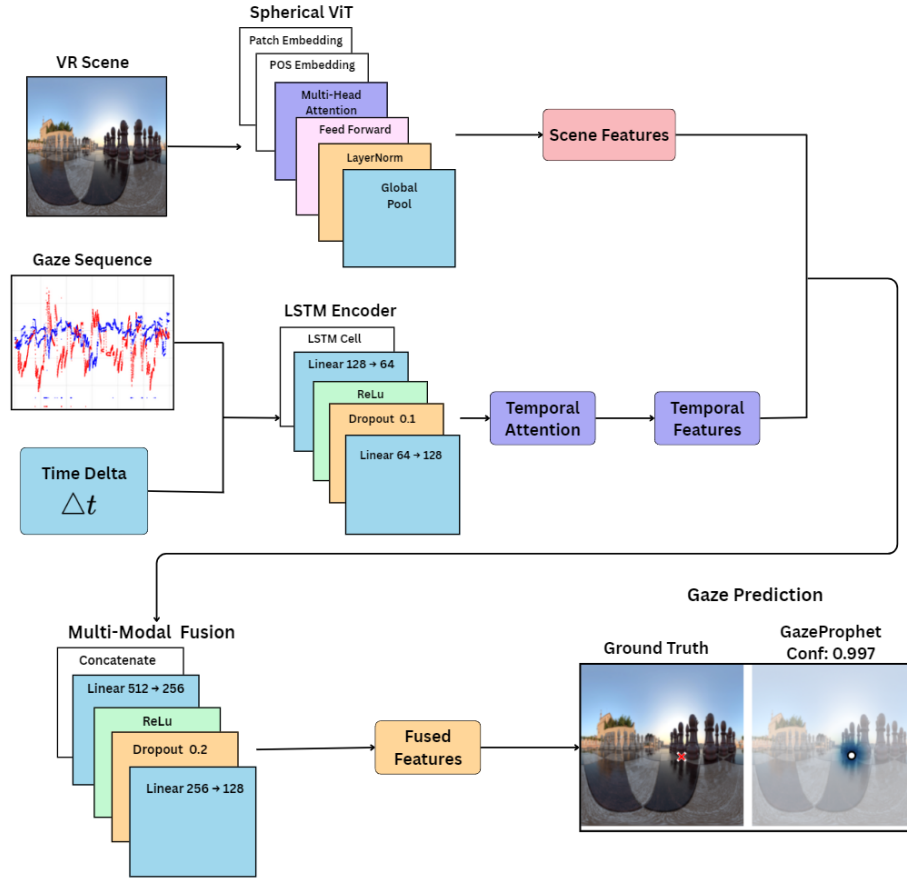 Spherical ViT
Patch Embedding
POS Embedding
Multi-Head
Attention
Feed Forward
LayerNorm
Global
Pool
VR Scene
Scene Features
Gaze Sequence
LSTM Encoder
LSTM Cell
Linear 128 → 64
ReLu
Dropout 0.1
Linear 64 → 128
Temporal
Attention
Temporal
Features
Time Delta
△t
Multi-Modal Fusion
Concatenate
Linear 512 → 256
ReLu
Dropout 0.2
Linear 256 → 128
Fused
Features
Gaze Prediction
Ground Truth
GazeProphet
Conf: 0.997